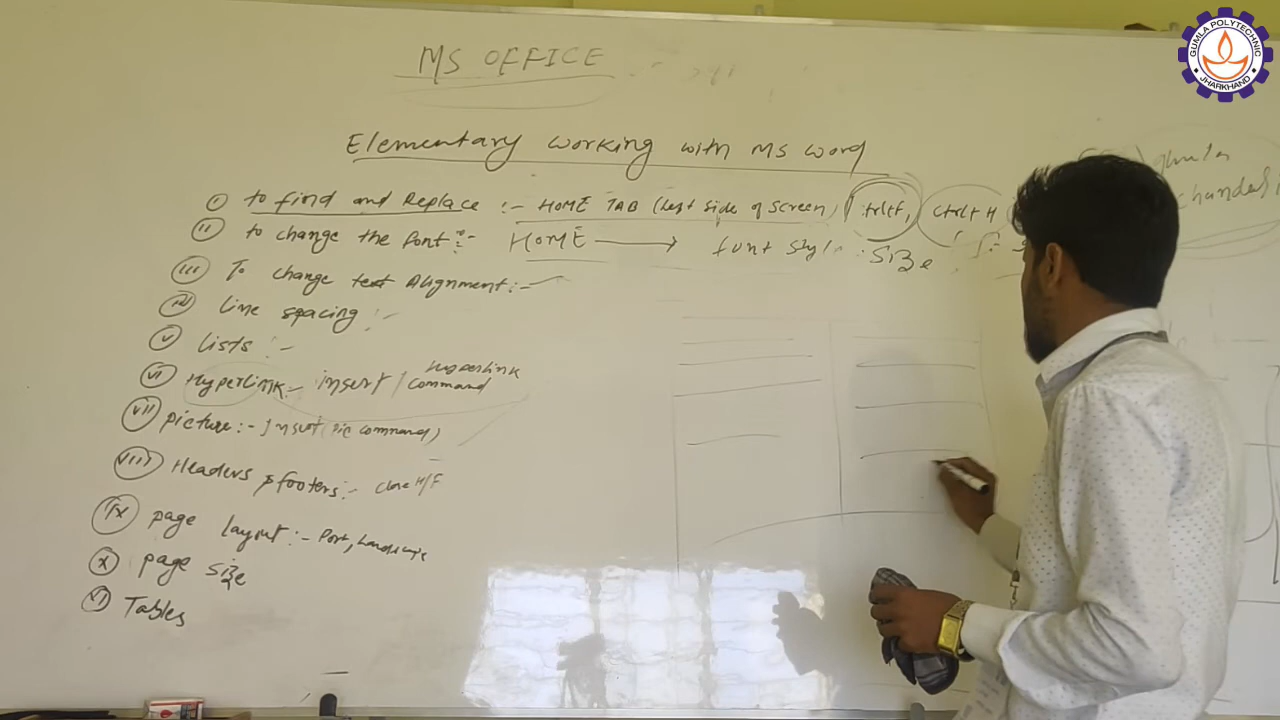 MS OFFICE
Elementary working with MS Word
(i) to find and Replace :- HOME TAB (left side of screen) ctrl+f, ctrl+H
(ii) to change the font :- HOME → font style size
(iii) To change text Alignment :-
(iv) line spacing :-
(v) Lists :-
(vi) Hyperlink :- insert / Hyperlink command
(vii) picture :- Insert (pic command)
(viii) Headers footers :- close H/F
(ix) page layout :- Port,
(x) page size
(vi) Tables
GUMLA POLYTECHNIC
JHARKHAND